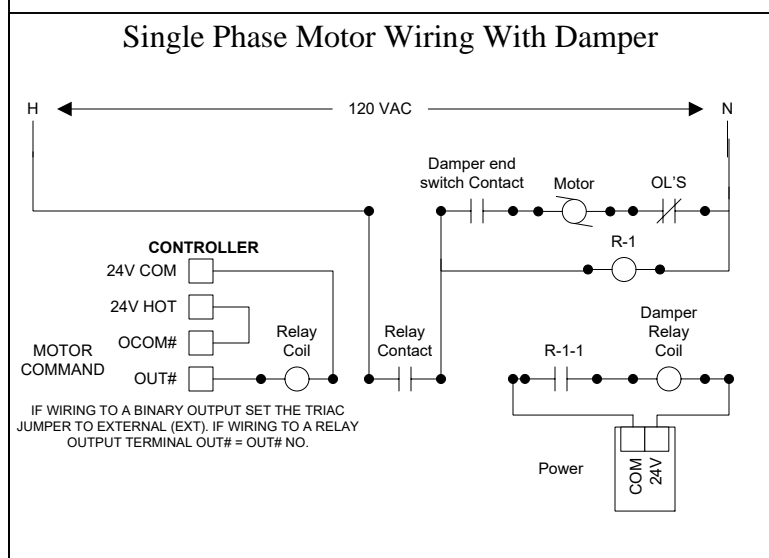 Single Phase Motor Wiring With Damper
H
120 VAC
N
Damper end
switch Contact
Motor
OL'S
R-1
CONTROLLER
24V COM
24V HOT
OCOM#
OUT#
MOTOR
COMMAND
Relay
Coil
Relay
Contact
R-1-1
Damper
Relay
Coil
IF WIRING TO A BINARY OUTPUT SET THE TRIAC
JUMPER TO EXTERNAL (EXT). IF WIRING TO A RELAY
OUTPUT TERMINAL OUT# = OUT# NO.
Power
COM
24V